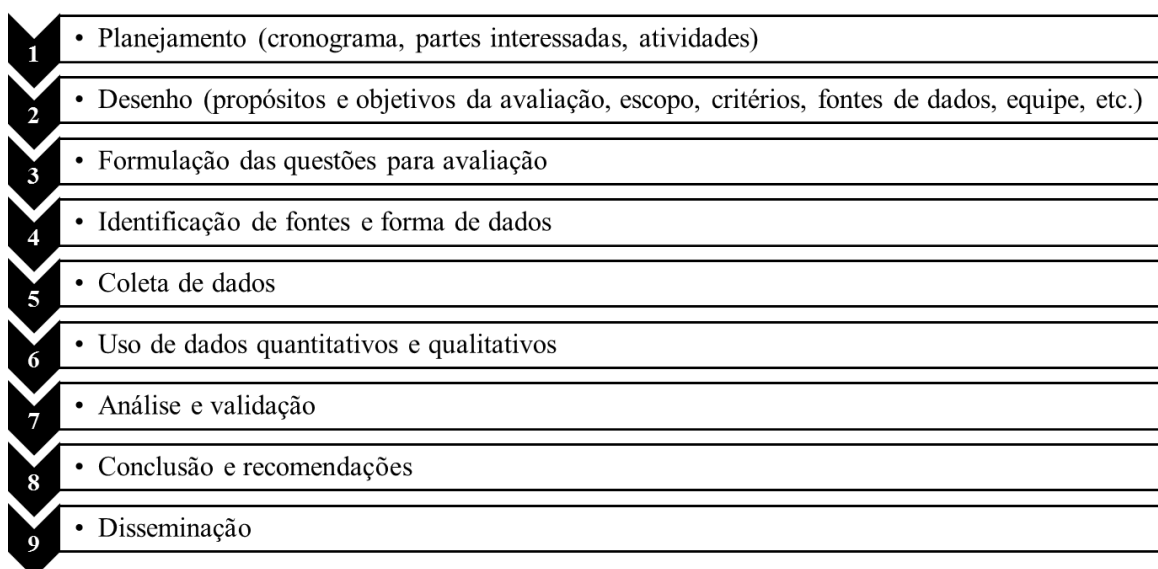 1 • Planejamento (cronograma, partes interessadas, atividades)
2 • Desenho (propósitos e objetivos da avaliação, escopo, critérios, fontes de dados, equipe, etc.)
3 • Formulação das questões para avaliação
4 • Identificação de fontes e forma de dados
5 • Coleta de dados
6 • Uso de dados quantitativos e qualitativos
7 • Análise e validação
8 • Conclusão e recomendações
9 • Disseminação